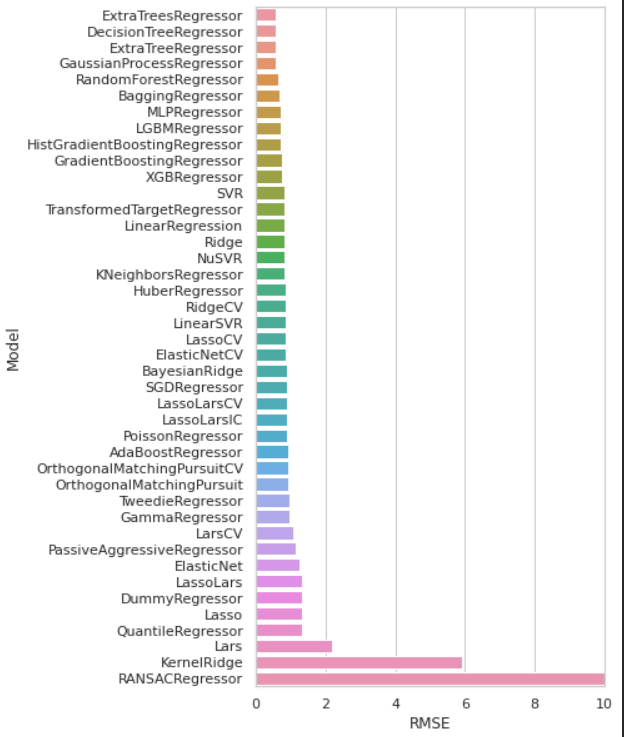 ExtraTreesRegressor
DecisionTreeRegressor
ExtraTreeRegressor
GaussianProcessRegressor
RandomForestRegressor
BaggingRegressor
MLPRegressor
LGBMRegressor
HistGradientBoostingRegressor
GradientBoostingRegressor
XGBRegressor
SVR
TransformedTargetRegressor
LinearRegression
Ridge
NuSVR
KNeighborsRegressor
HuberRegressor
RidgeCV
LinearSVR
LassoCV
ElasticNetCV
BayesianRidge
SGDRegressor
LassoLarsCV
LassoLarsIC
PoissonRegressor
AdaBoostRegressor
OrthogonalMatchingPursuitCV
OrthogonalMatchingPursuit
TweedieRegressor
GammaRegressor
LarsCV
PassiveAggressiveRegressor
ElasticNet
LassoLars
DummyRegressor
Lasso
QuantileRegressor
Lars
KernelRidge
RANSACRegressor
Model
0 2 4 6 8 10
RMSE